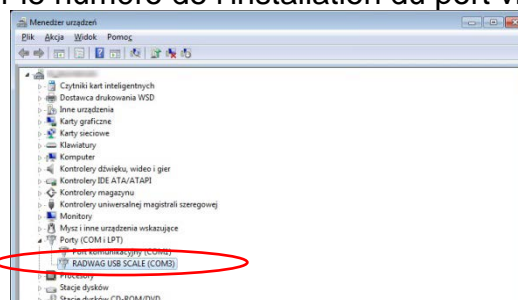 le numéro de l'installation du port
Menedżer urządzeń
Plik Akcja Widok Pomoc
Czytniki kart inteligentnych
Dostawca drukowania WSD
Inne urządzenia
Karty graficzne
Karty sieciowe
Klawiatury
Komputer
Kontrolery dźwięku, wideo i gier
Kontrolery IDE ATA/ATAPI
Kontrolery magazynu
Kontrolery uniwersalnej magistrali szeregowej
Monitory
Mysz i inne urządzenia wskazujące
Porty (COM i LPT)
Port komunikacyjny (COM2)
RADWAG USB SCALE (COM3)
Procesory
Stacje dysków
Stacje dysków CD-ROM/DVD